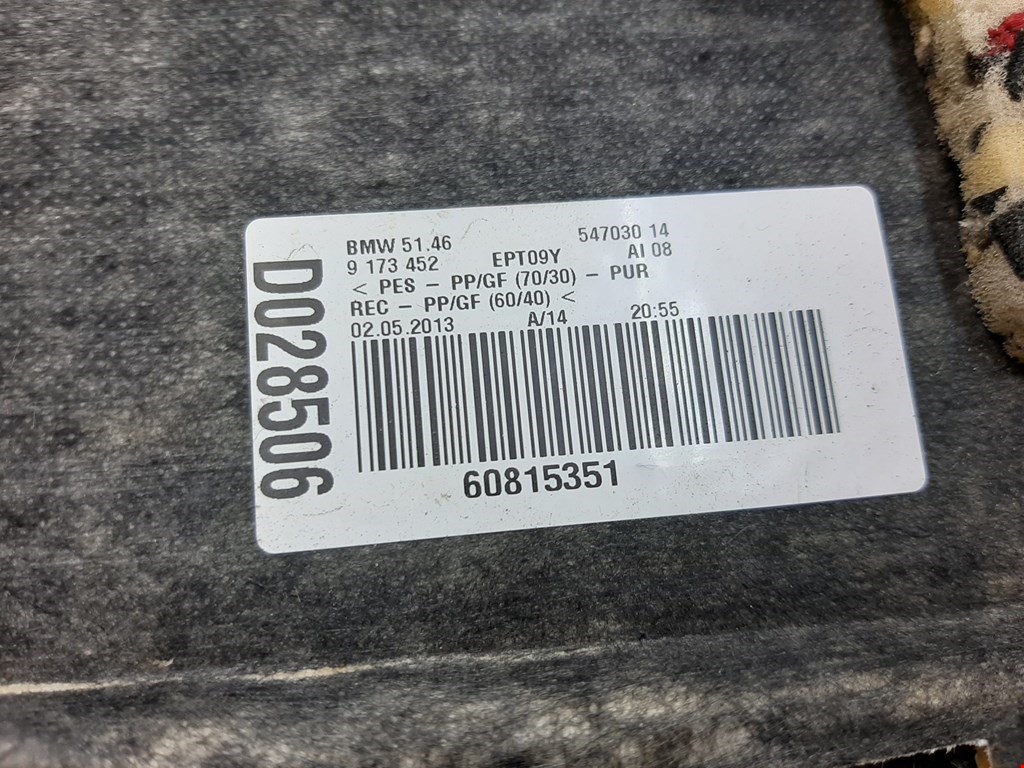 BMW 51.46 547030 14
9 173 452 EPT09Y AI 08
< PES - PP/GF (70/30) - PUR
REC - PP/GF (60/40) <
02.05.2013 A/14 20:55
60815351
D028506